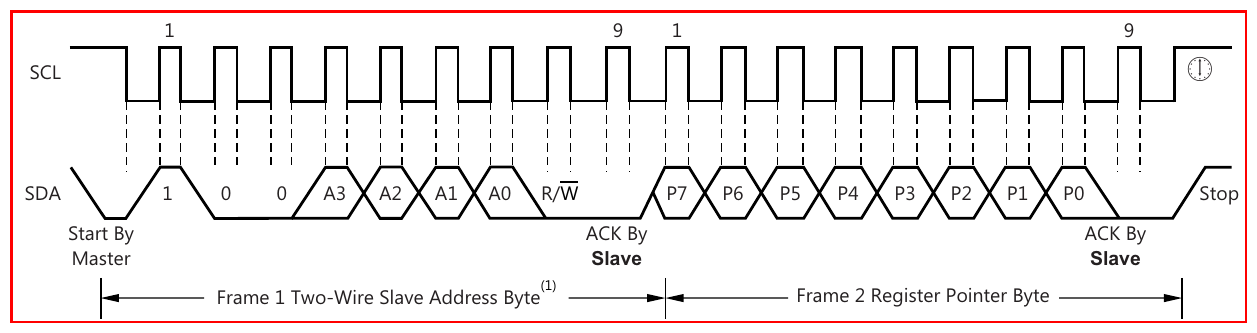 1 9 1 9
SCL
SDA 1 0 0 A3 A2 A1 A0 R/W̅ P7 P6 P5 P4 P3 P2 P1 P0 Stop
Start By ACK By ACK By
Master Slave Slave
Frame 1 Two-Wire Slave Address Byte(1) Frame 2 Register Pointer Byte